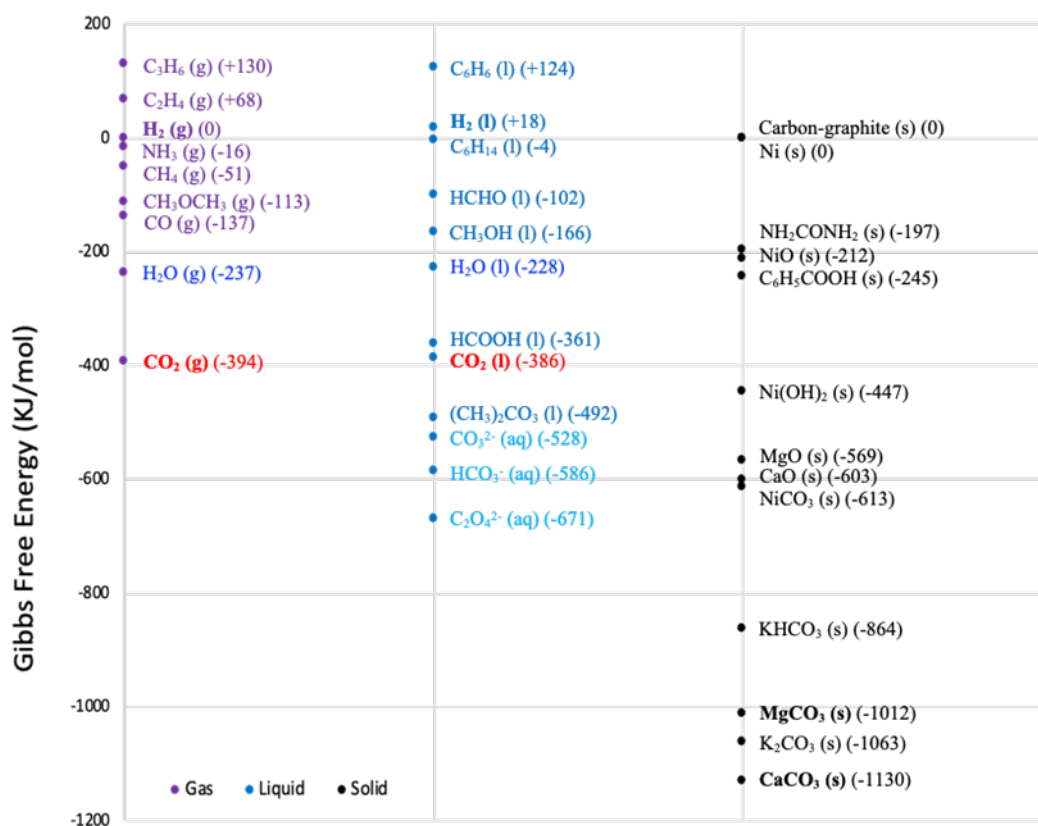 Gibbs Free Energy (KJ/mol)
200
0
-200
-400
-600
-800
-1000
-1200
C₃H₆ (g) (+130)
C₂H₄ (g) (+68)
H₂ (g) (0)
NH₃ (g) (-16)
CH₄ (g) (-51)
CH₃OCH₃ (g) (-113)
CO (g) (-137)
H₂O (g) (-237)
CO₂ (g) (-394)
C₆H₆ (l) (+124)
H₂ (l) (+18)
C₆H₁₄ (l) (-4)
HCHO (l) (-102)
CH₃OH (l) (-166)
H₂O (l) (-228)
HCOOH (l) (-361)
CO₂ (l) (-386)
(CH₃)₂CO₃ (l) (-492)
CO₃²⁻ (aq) (-528)
HCO₃⁻ (aq) (-586)
C₂O₄²⁻ (aq) (-671)
Carbon-graphite (s) (0)
Ni (s) (0)
NH₂CONH₂ (s) (-197)
NiO (s) (-212)
C₆H₅COOH (s) (-245)
Ni(OH)₂ (s) (-447)
MgO (s) (-569)
CaO (s) (-603)
NiCO₃ (s) (-613)
KHCO₃ (s) (-864)
MgCO₃ (s) (-1012)
K₂CO₃ (s) (-1063)
CaCO₃ (s) (-1130)
Gas Liquid Solid